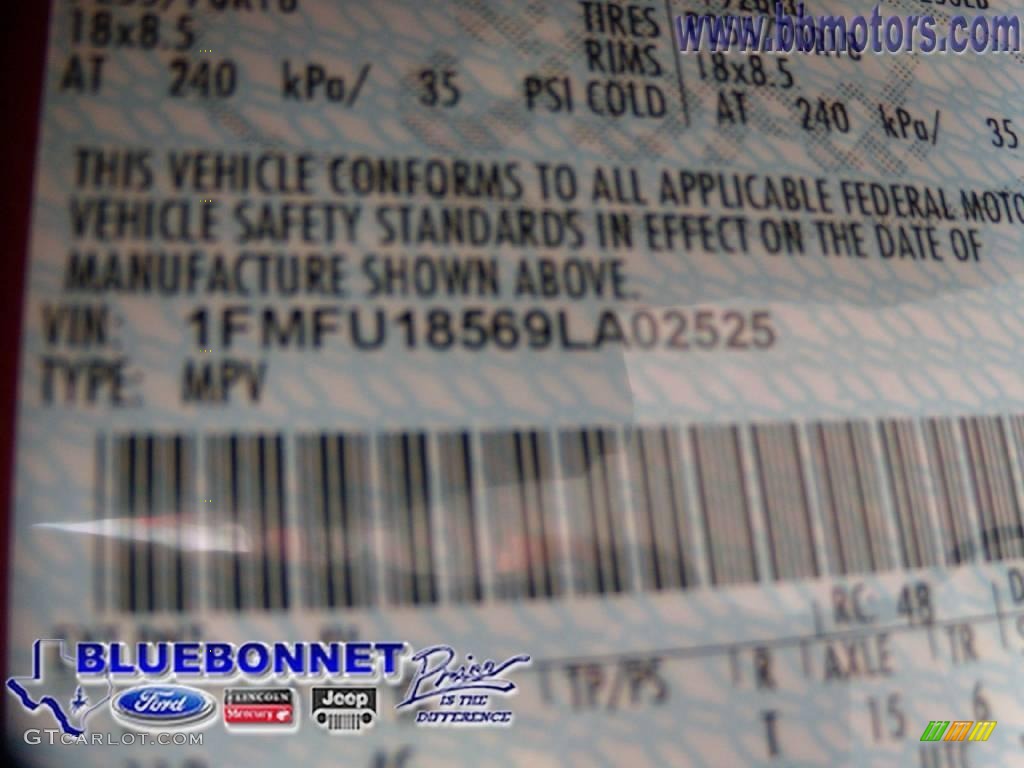 TIRES
www.bbmotors.com
18x8.5
RIMS
18x8.5
AT 240 kPa/ 35 PSI COLD
AT 240 kPa/ 35
THIS VEHICLE CONFORMS TO ALL APPLICABLE FEDERAL MOTO
VEHICLE SAFETY STANDARDS IN EFFECT ON THE DATE OF
MANUFACTURE SHOWN ABOVE.
VIN: 1FMFU18569LA02525
TYPE: MPV
RC: 48
TP/PS R AXLE TR
I 15 6
BLUEBONNET
Ford
LINCOLN
Mercury
Jeep
Price
IS THE
DIFFERENCE
GTCARLOT.COM